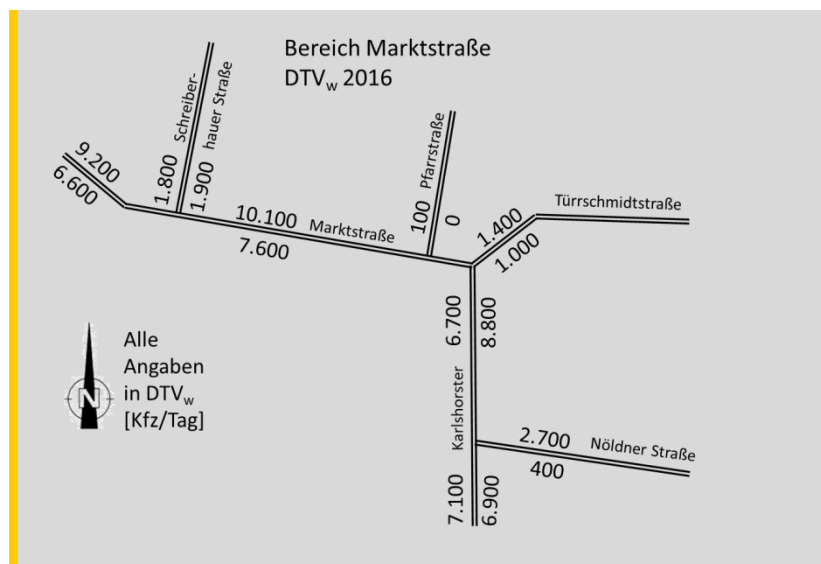 Bereich Marktstraße
DTVw 2016
Schreiber-
hauer Straße
1.800
1.900
9.200
6.600
Pfarrstraße
100
0
Türrschmidtstraße
1.400
1.000
10.100
Marktstraße
7.600
6.700
8.800
Alle
Angaben
in DTVw
[Kfz/Tag]
N
Karlshorster
2.700
Nöldner Straße
400
7.100
6.900